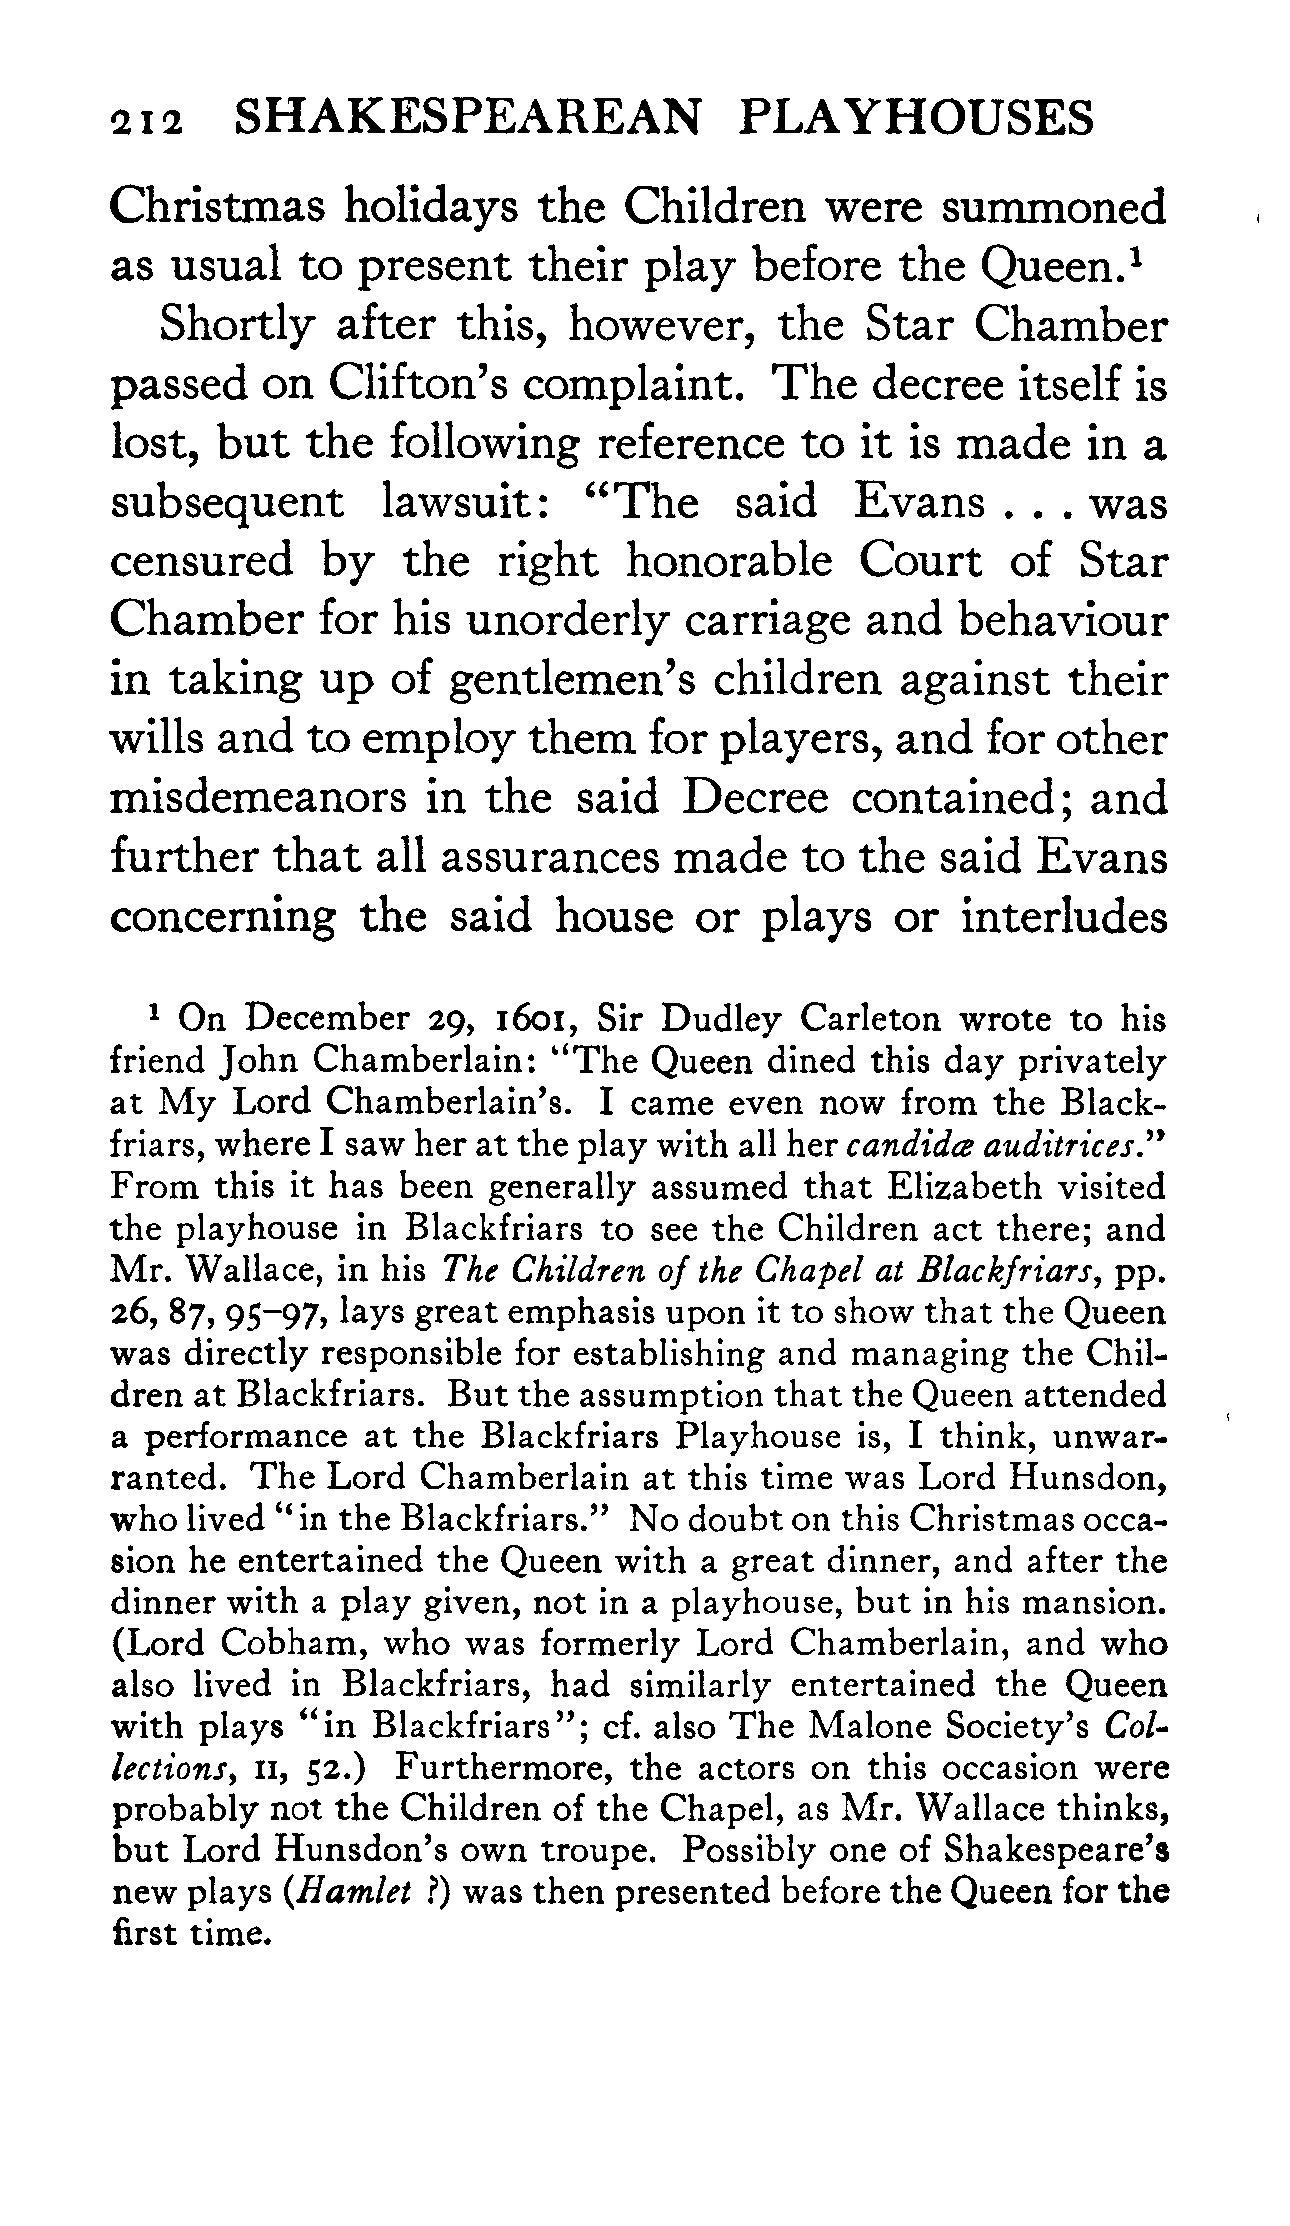 212 SHAKESPEAREAN PLAYHOUSES
Christmas holidays the Children were summoned
as usual to present their play before the Queen.¹
Shortly after this, however, the Star Chamber
passed on Clifton's complaint. The decree itself is
lost, but the following reference to it is made in a
subsequent lawsuit: "The said Evans . . . was
censured by the right honorable Court of Star
Chamber for his unorderly carriage and behaviour
in taking up of gentlemen's children against their
wills and to employ them for players, and for other
misdemeanors in the said Decree contained; and
further that all assurances made to the said Evans
concerning the said house or plays or interludes
¹ On December 29, 1601, Sir Dudley Carleton wrote to his
friend John Chamberlain: "The Queen dined this day privately
at My Lord Chamberlain's. I came even now from the Black-
friars, where I saw her at the play with all her candidæ auditrices."
From this it has been generally assumed that Elizabeth visited
the playhouse in Blackfriars to see the Children act there; and
Mr. Wallace, in his The Children of the Chapel at Blackfriars, pp.
26, 87, 95–97, lays great emphasis upon it to show that the Queen
was directly responsible for establishing and managing the Chil-
dren at Blackfriars. But the assumption that the Queen attended
a performance at the Blackfriars Playhouse is, I think, unwar-
ranted. The Lord Chamberlain at this time was Lord Hunsdon,
who lived "in the Blackfriars." No doubt on this Christmas occa-
sion he entertained the Queen with a great dinner, and after the
dinner with a play given, not in a playhouse, but in his mansion.
(Lord Cobham, who was formerly Lord Chamberlain, and who
also lived in Blackfriars, had similarly entertained the Queen
with plays "in Blackfriars"; cf. also The Malone Society's Col-
lections, II, 52.) Furthermore, the actors on this occasion were
probably not the Children of the Chapel, as Mr. Wallace thinks,
but Lord Hunsdon's own troupe. Possibly one of Shakespeare's
new plays (Hamlet ?) was then presented before the Queen for the
first time.